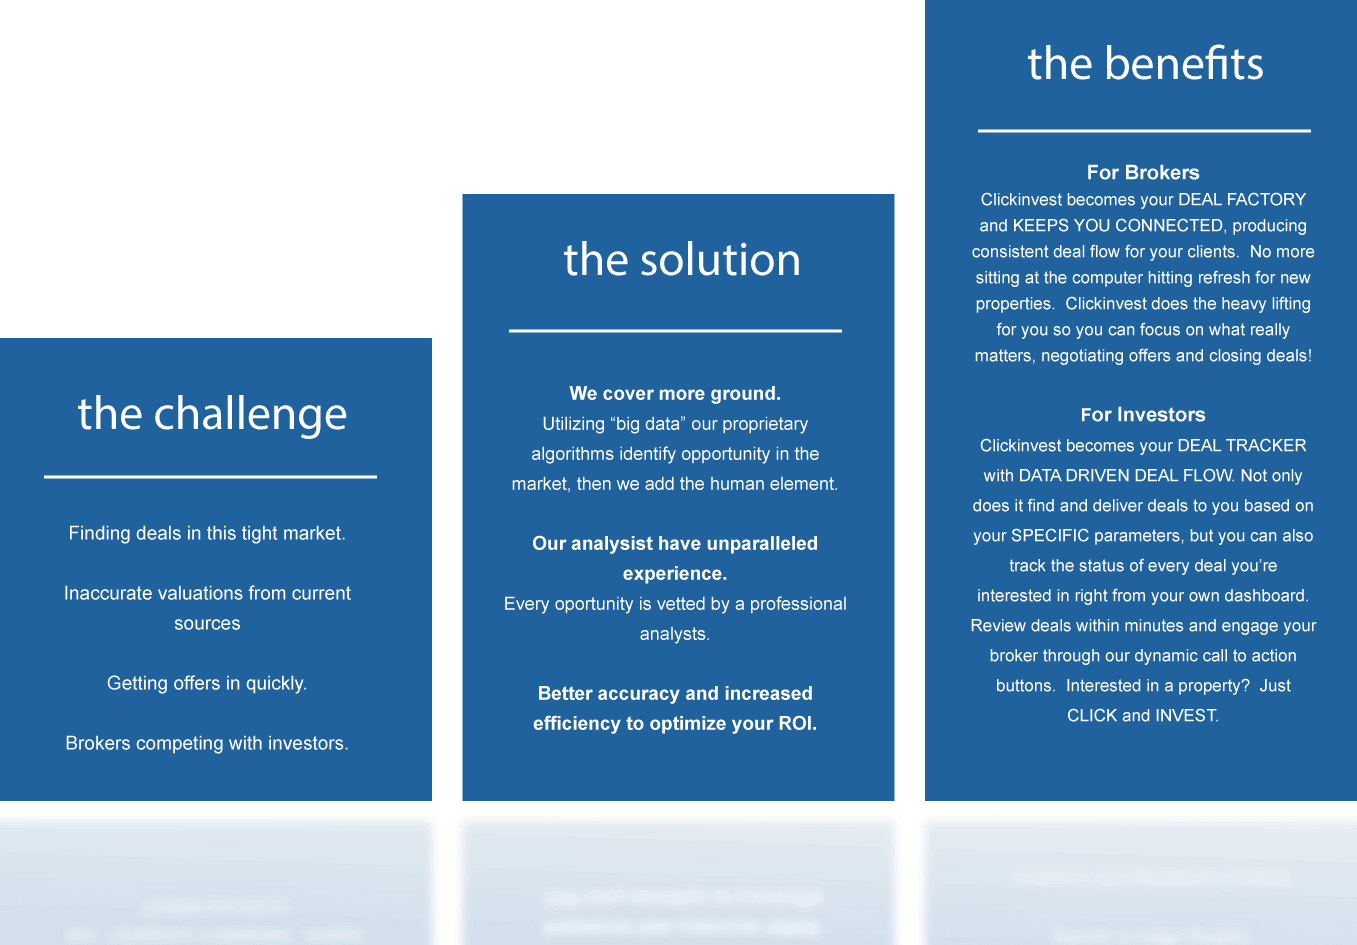 the challenge
Finding deals in this tight market.
Inaccurate valuations from current
sources
Getting offers in quickly.
Brokers competing with investors.
the solution
We cover more ground.
Utilizing “big data” our proprietary
algorithms identify opportunity in the
market, then we add the human element.
Our analysist have unparalleled
experience.
Every oportunity is vetted by a professional
analysts.
Better accuracy and increased
efficiency to optimize your ROI.
the benefits
For Brokers
Clickinvest becomes your DEAL FACTORY
and KEEPS YOU CONNECTED, producing
consistent deal flow for your clients.  No more
sitting at the computer hitting refresh for new
properties.  Clickinvest does the heavy lifting
for you so you can focus on what really
matters, negotiating offers and closing deals!
For Investors
Clickinvest becomes your DEAL TRACKER
with DATA DRIVEN DEAL FLOW. Not only
does it find and deliver deals to you based on
your SPECIFIC parameters, but you can also
track the status of every deal you’re
interested in right from your own dashboard.
Review deals within minutes and engage your
broker through our dynamic call to action
buttons.  Interested in a property?  Just
CLICK and INVEST.